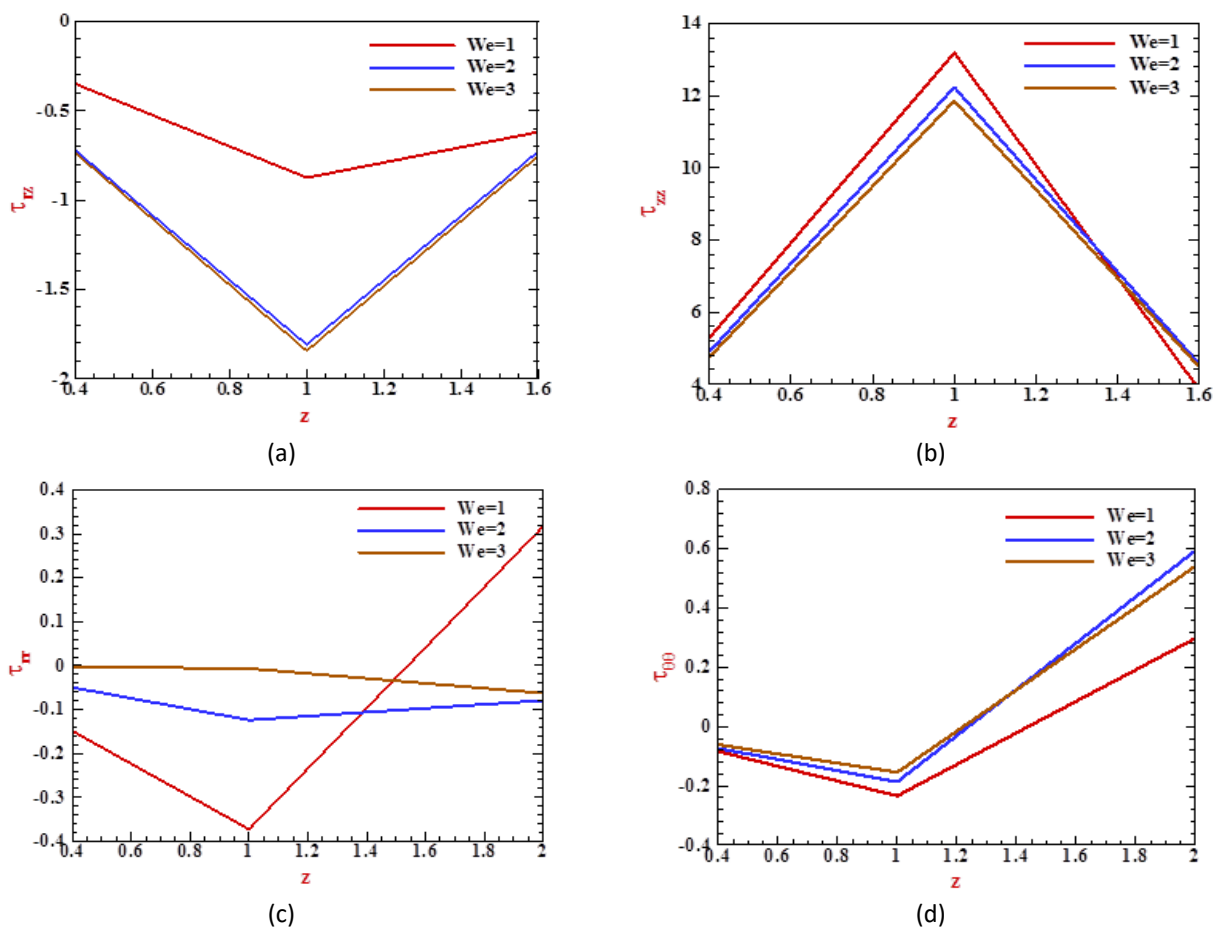 0
-0.5
-1
-1.5
-2
τrz
We=1
We=2
We=3
0.4 0.6 0.8 1 1.2 1.4 1.6
z
(a)
14
12
10
8
6
4
τzz
We=1
We=2
We=3
0.4 0.6 0.8 1 1.2 1.4 1.6
z
(b)
0.4
0.3
0.2
0.1
0
-0.1
-0.2
-0.3
-0.4
τrr
We=1
We=2
We=3
0.4 0.6 0.8 1 1.2 1.4 1.6 1.8 2
z
(c)
0.8
0.6
0.4
0.2
0
-0.2
-0.4
τθθ
We=1
We=2
We=3
0.4 0.6 0.8 1 1.2 1.4 1.6 1.8 2
z
(d)